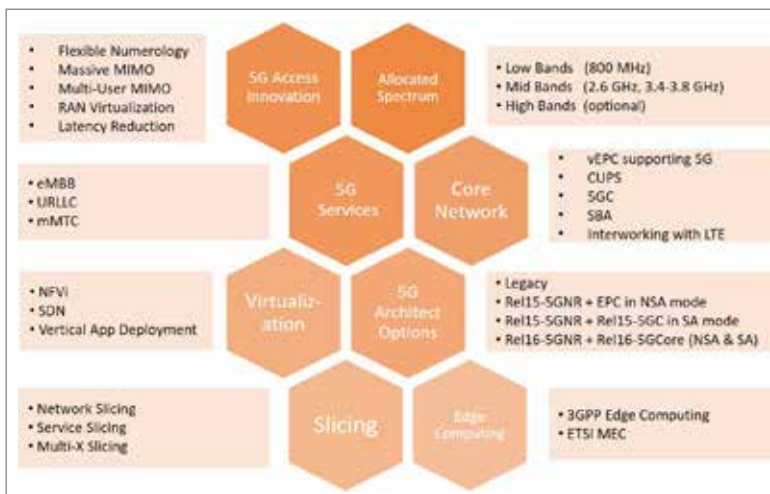 • Flexible Numerology
• Massive MIMO
• Multi-User MIMO
• RAN Virtualization
• Latency Reduction
5G Access
Innovation
Allocated
Spectrum
• Low Bands (800 MHz)
• Mid Bands (2.6 GHz, 3.4-3.8 GHz)
• High Bands (optional)
• eMBB
• URLLC
• mMTC
5G
Services
Core
Network
• vEPC supporting 5G
• CUPS
• 5GC
• SBA
• Interworking with LTE
• NFVi
• SDN
• Vertical App Deployment
Virtualiz-
ation
5G
Architect
Options
• Legacy
• Rel15-5GNR + EPC in NSA mode
• Rel15-5GNR + Rel15-5GC in SA mode
• Rel16-5GNR + Rel16-5GCore (NSA & SA)
• Network Slicing
• Service Slicing
• Multi-X Slicing
Slicing
Edge
Computing
• 3GPP Edge Computing
• ETSI MEC